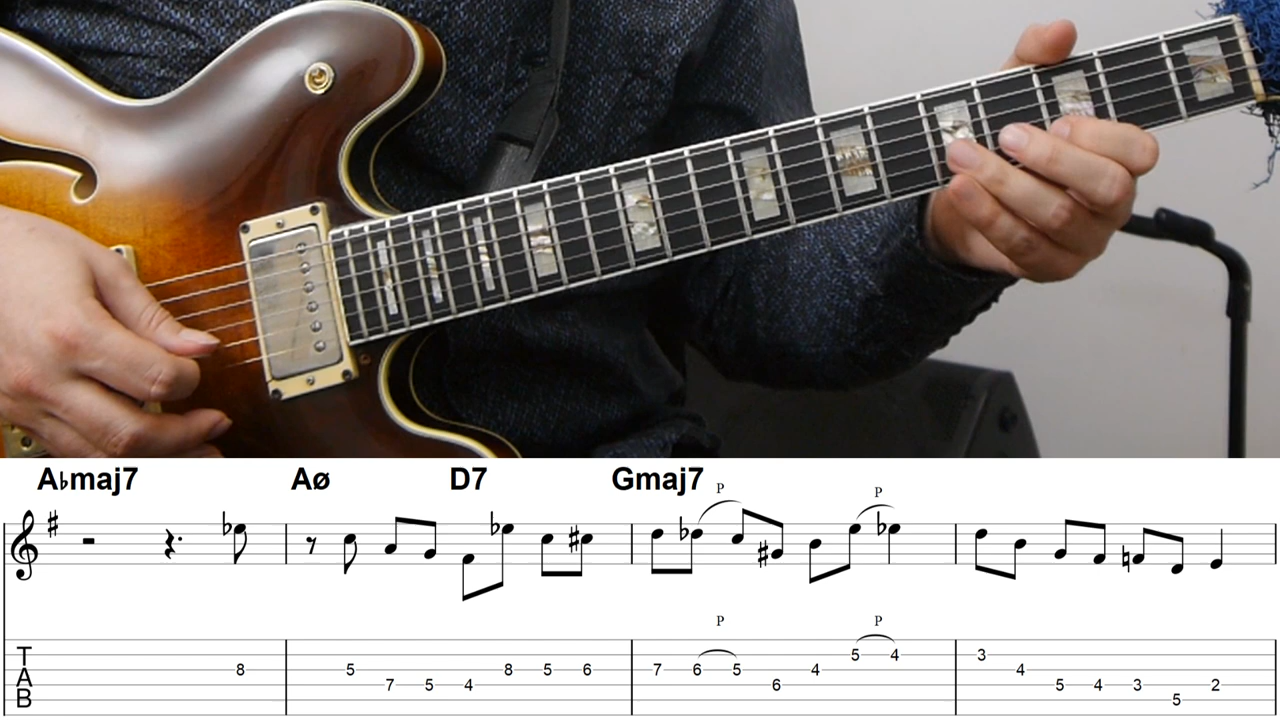 A♭maj7 Aø D7 Gmaj7
P P
P P
T 5 4 3
A 8 5 8 5 6 7 6 5 4 4
B 7 5 4 6 5 4 3 2
5